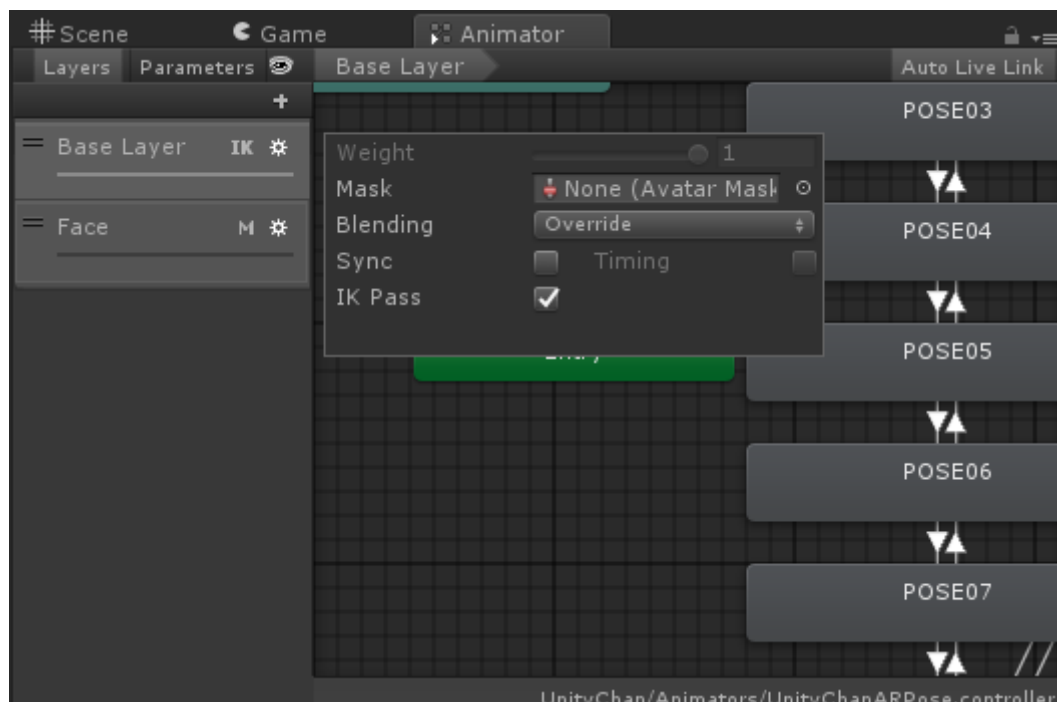 Scene Game Animator
Layers Parameters Base Layer Auto Live Link
+
Base Layer IK
Face M
Weight 1
Mask None (Avatar Mask
Blending Override
Sync Timing
IK Pass
Entry
POSE03
POSE04
POSE05
POSE06
POSE07
UnityChan/Animators/UnityChanARPose.controller